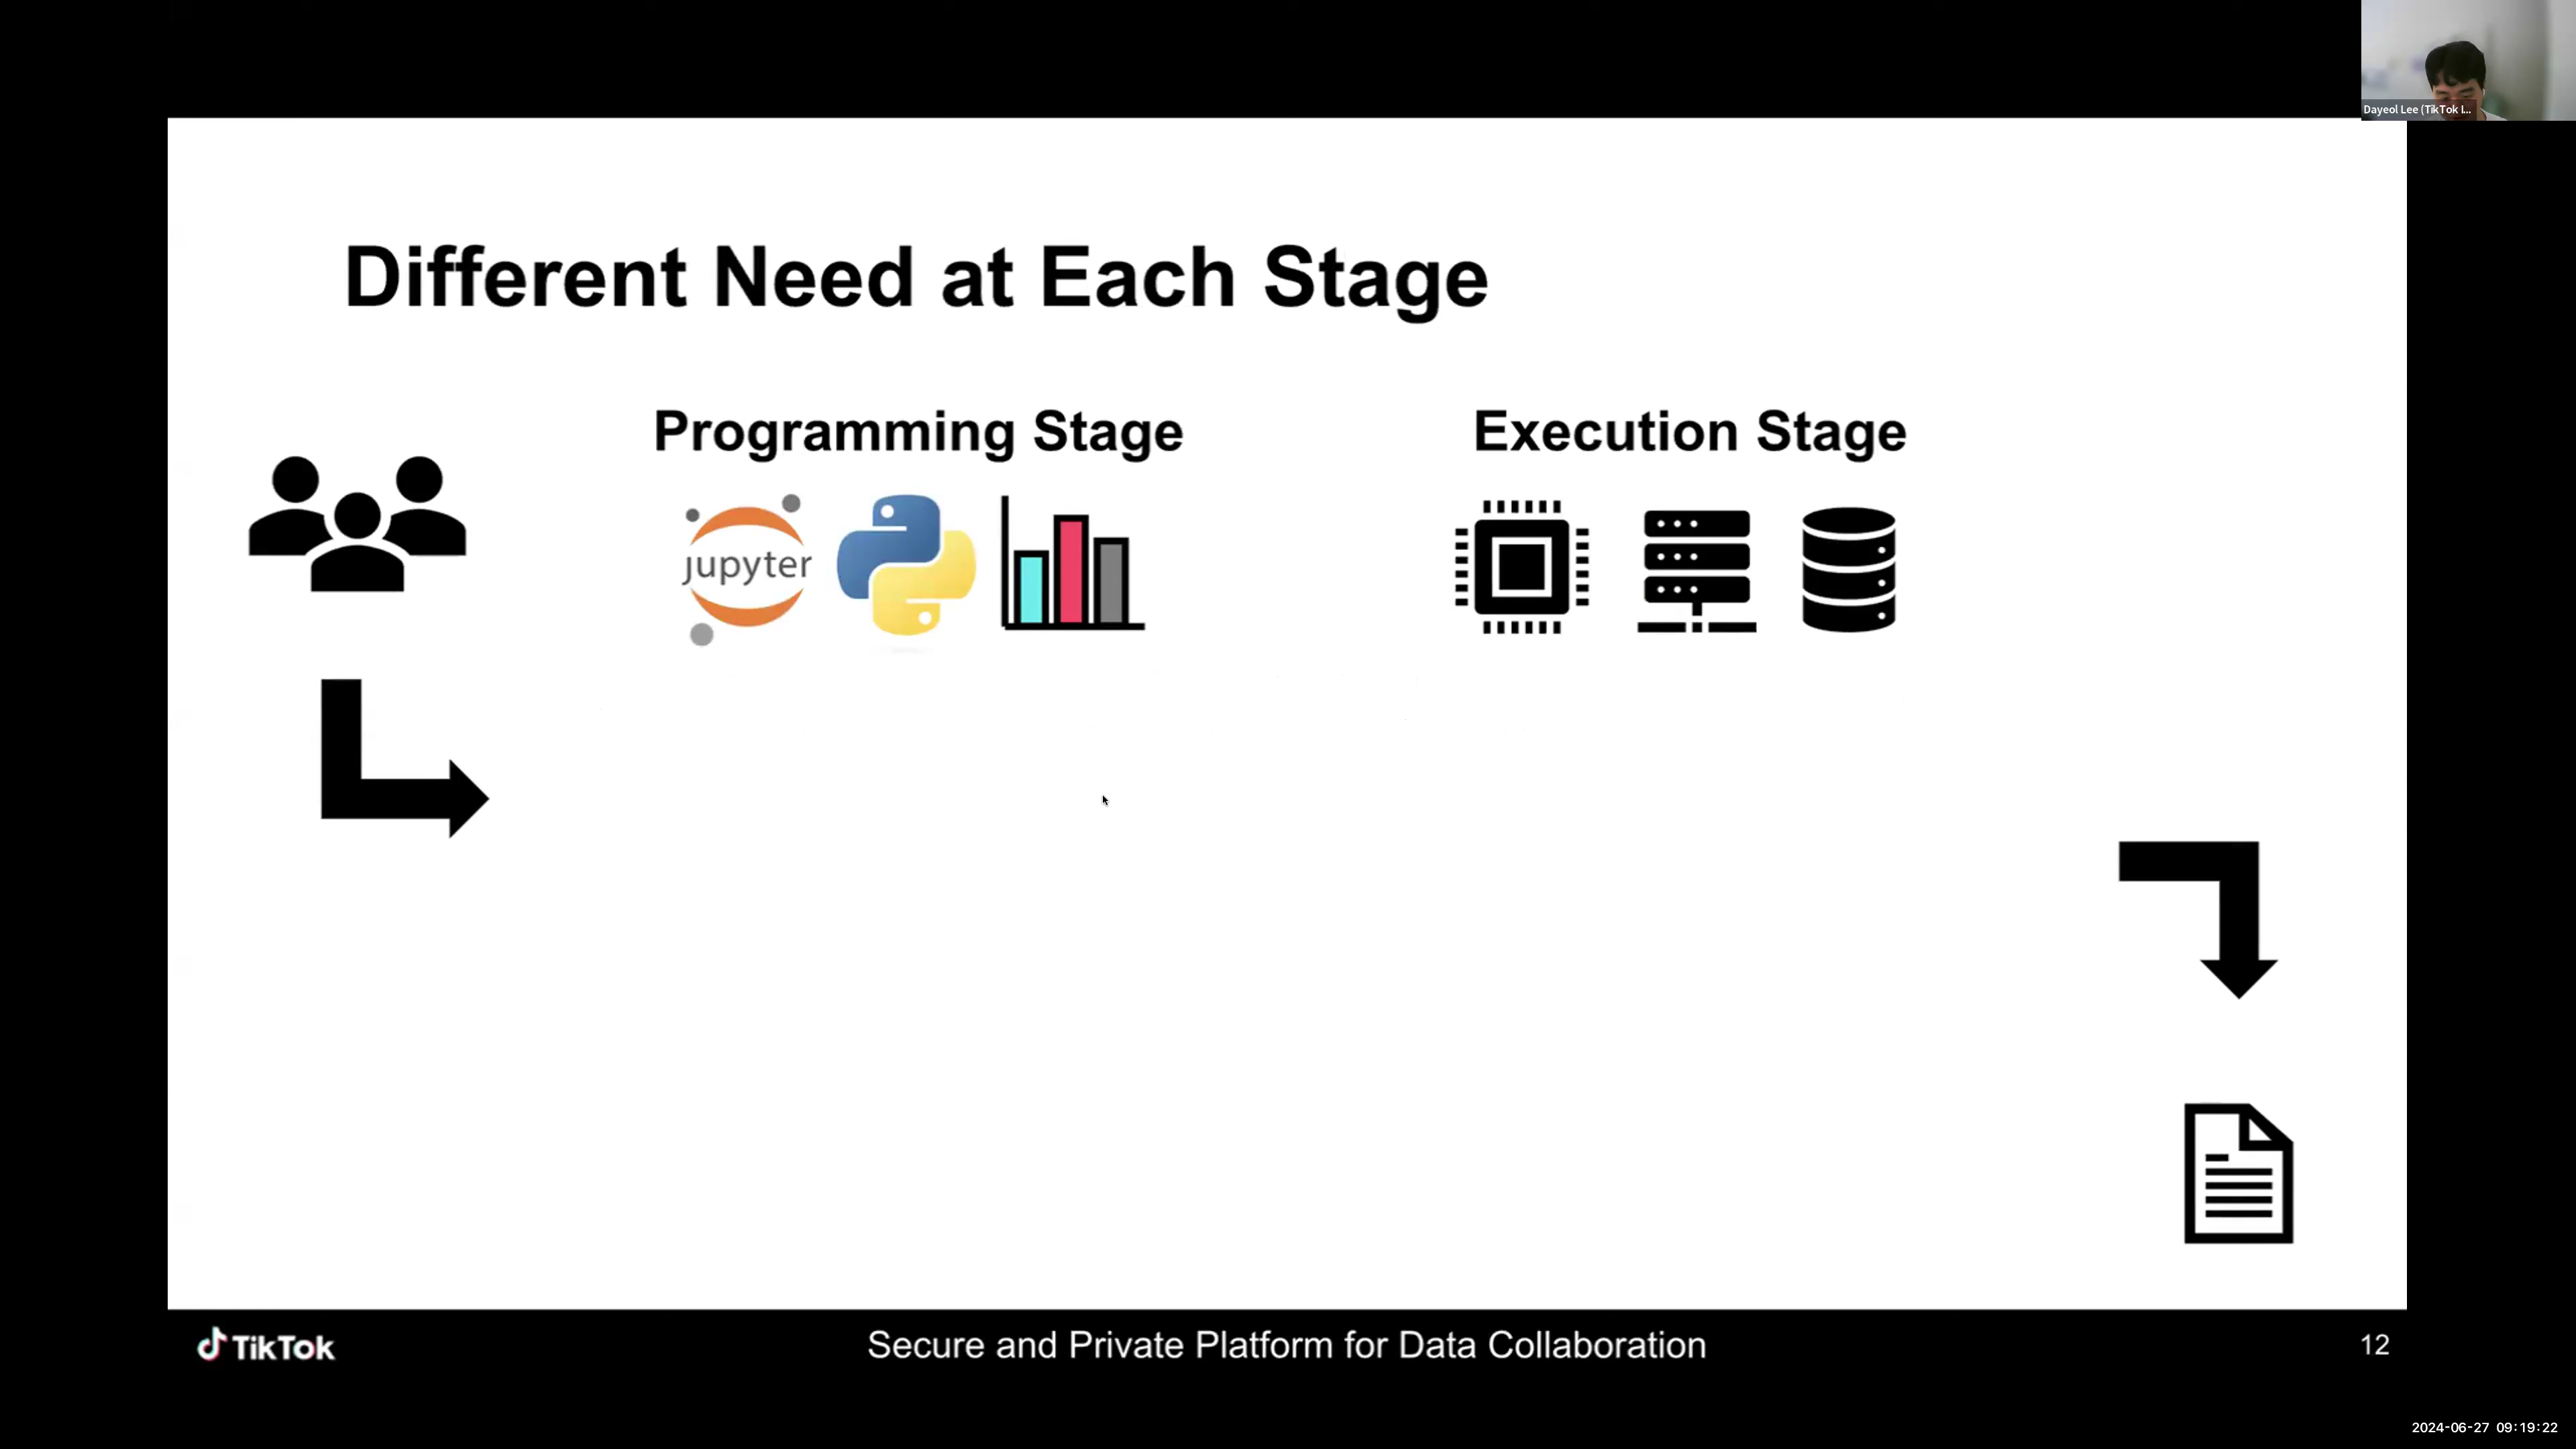 Dayeol Lee (TikTok I...
Different Need at Each Stage
Programming Stage
Execution Stage
jupyter
TikTok
Secure and Private Platform for Data Collaboration
12
2024-06-27 09:19:22